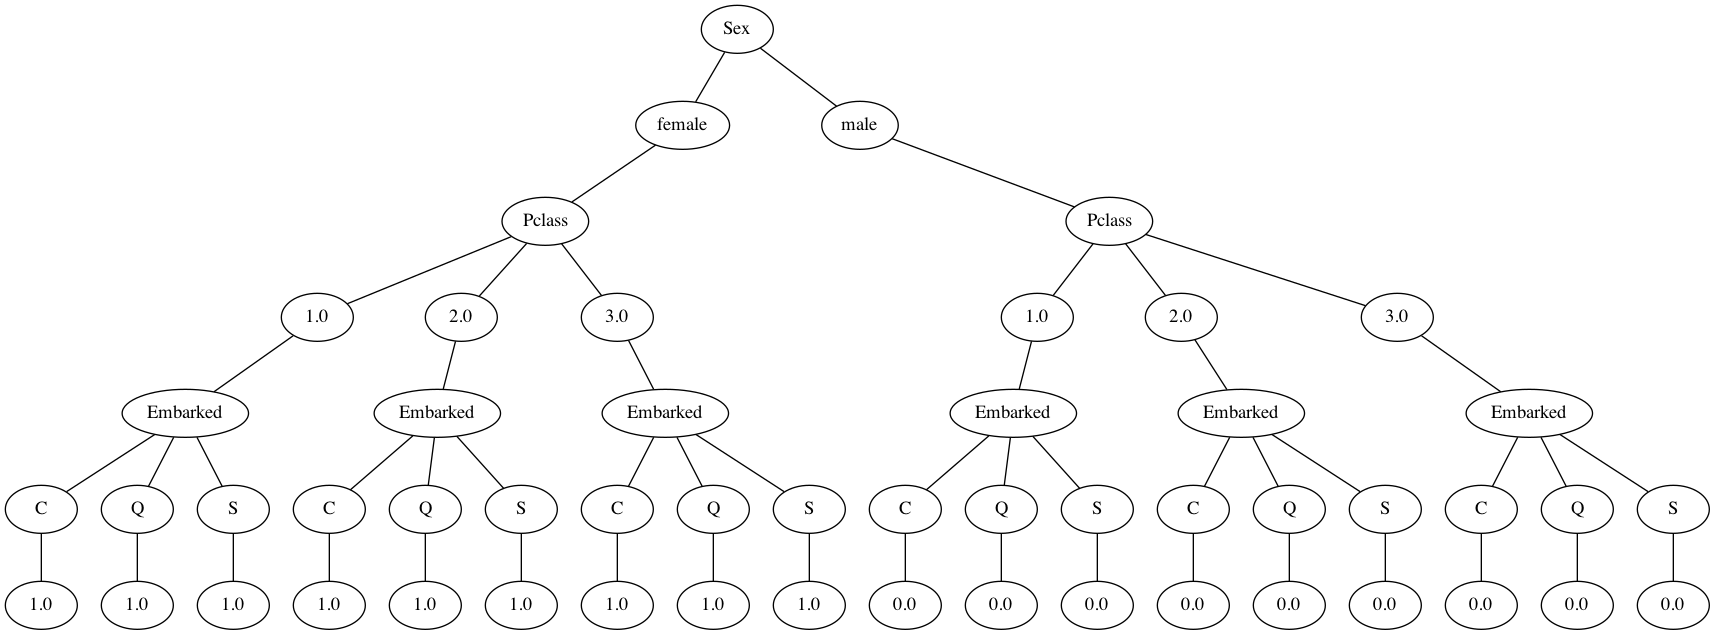 Sex
female male
Pclass Pclass
1.0 2.0 3.0 1.0 2.0 3.0
Embarked Embarked Embarked Embarked Embarked Embarked
C Q S C Q S C Q S C Q S C Q S C Q S
1.0 1.0 1.0 1.0 1.0 1.0 1.0 1.0 1.0 0.0 0.0 0.0 0.0 0.0 0.0 0.0 0.0 0.0